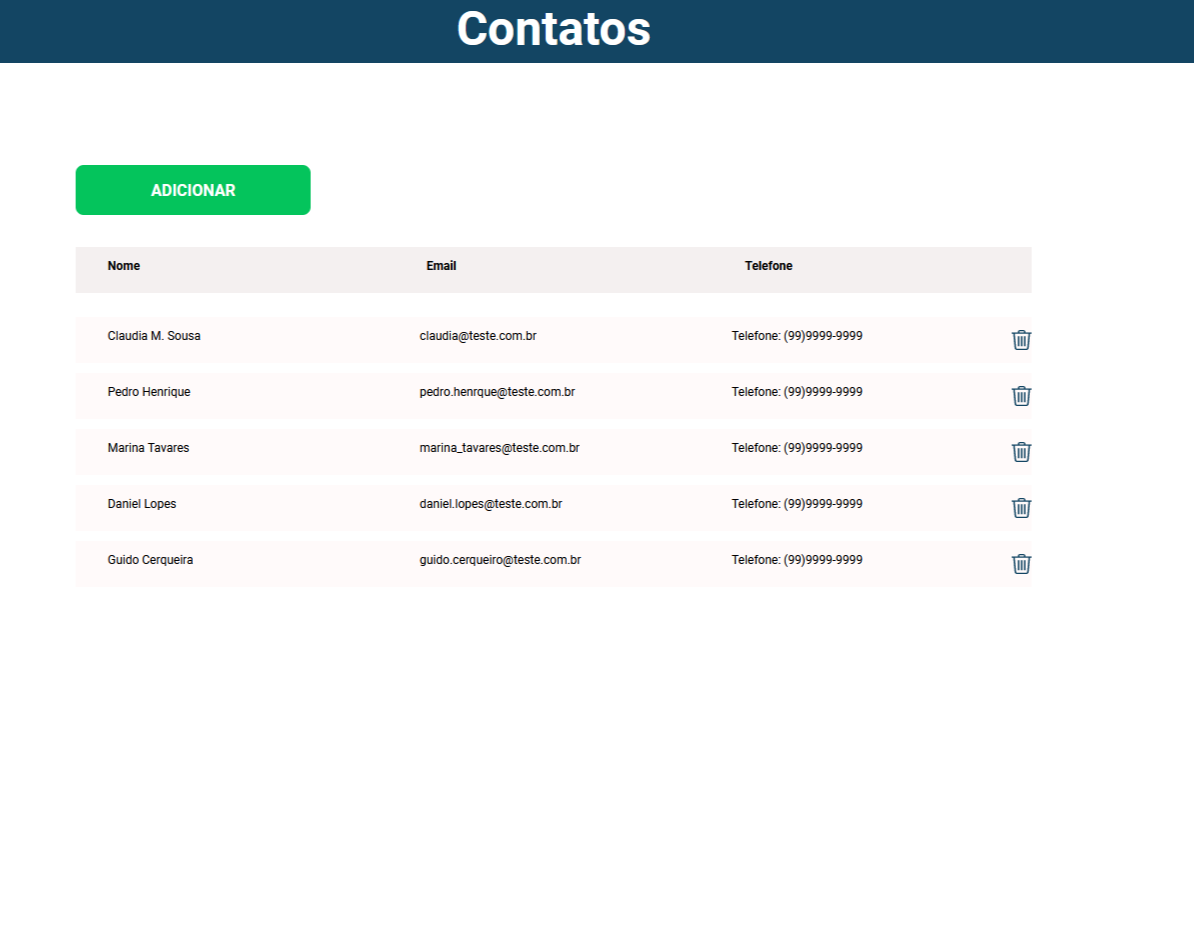 Contatos
ADICIONAR
Nome Email Telefone
Claudia M. Sousa claudia@teste.com.br Telefone: (99)9999-9999
Pedro Henrique pedro.henrque@teste.com.br Telefone: (99)9999-9999
Marina Tavares marina_tavares@teste.com.br Telefone: (99)9999-9999
Daniel Lopes daniel.lopes@teste.com.br Telefone: (99)9999-9999
Guido Cerqueira guido.cerqueiro@teste.com.br Telefone: (99)9999-9999